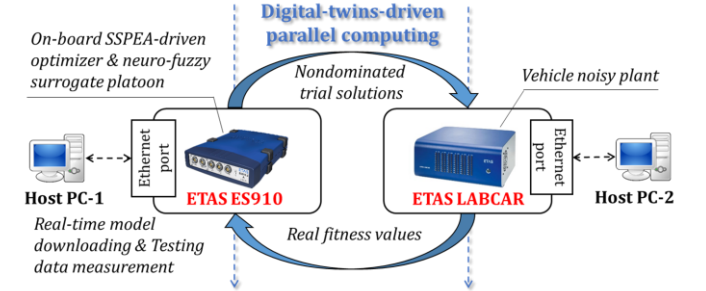 Digital-twins-driven
parallel computing
On-board SSPEA-driven
optimizer & neuro-fuzzy
surrogate platoon
Nondominated
trial solutions
Vehicle noisy plant
Ethernet
port
Ethernet
port
Host PC-1
ETAS ES910
ETAS LABCAR
Host PC-2
Real-time model
downloading & Testing
data measurement
Real fitness values